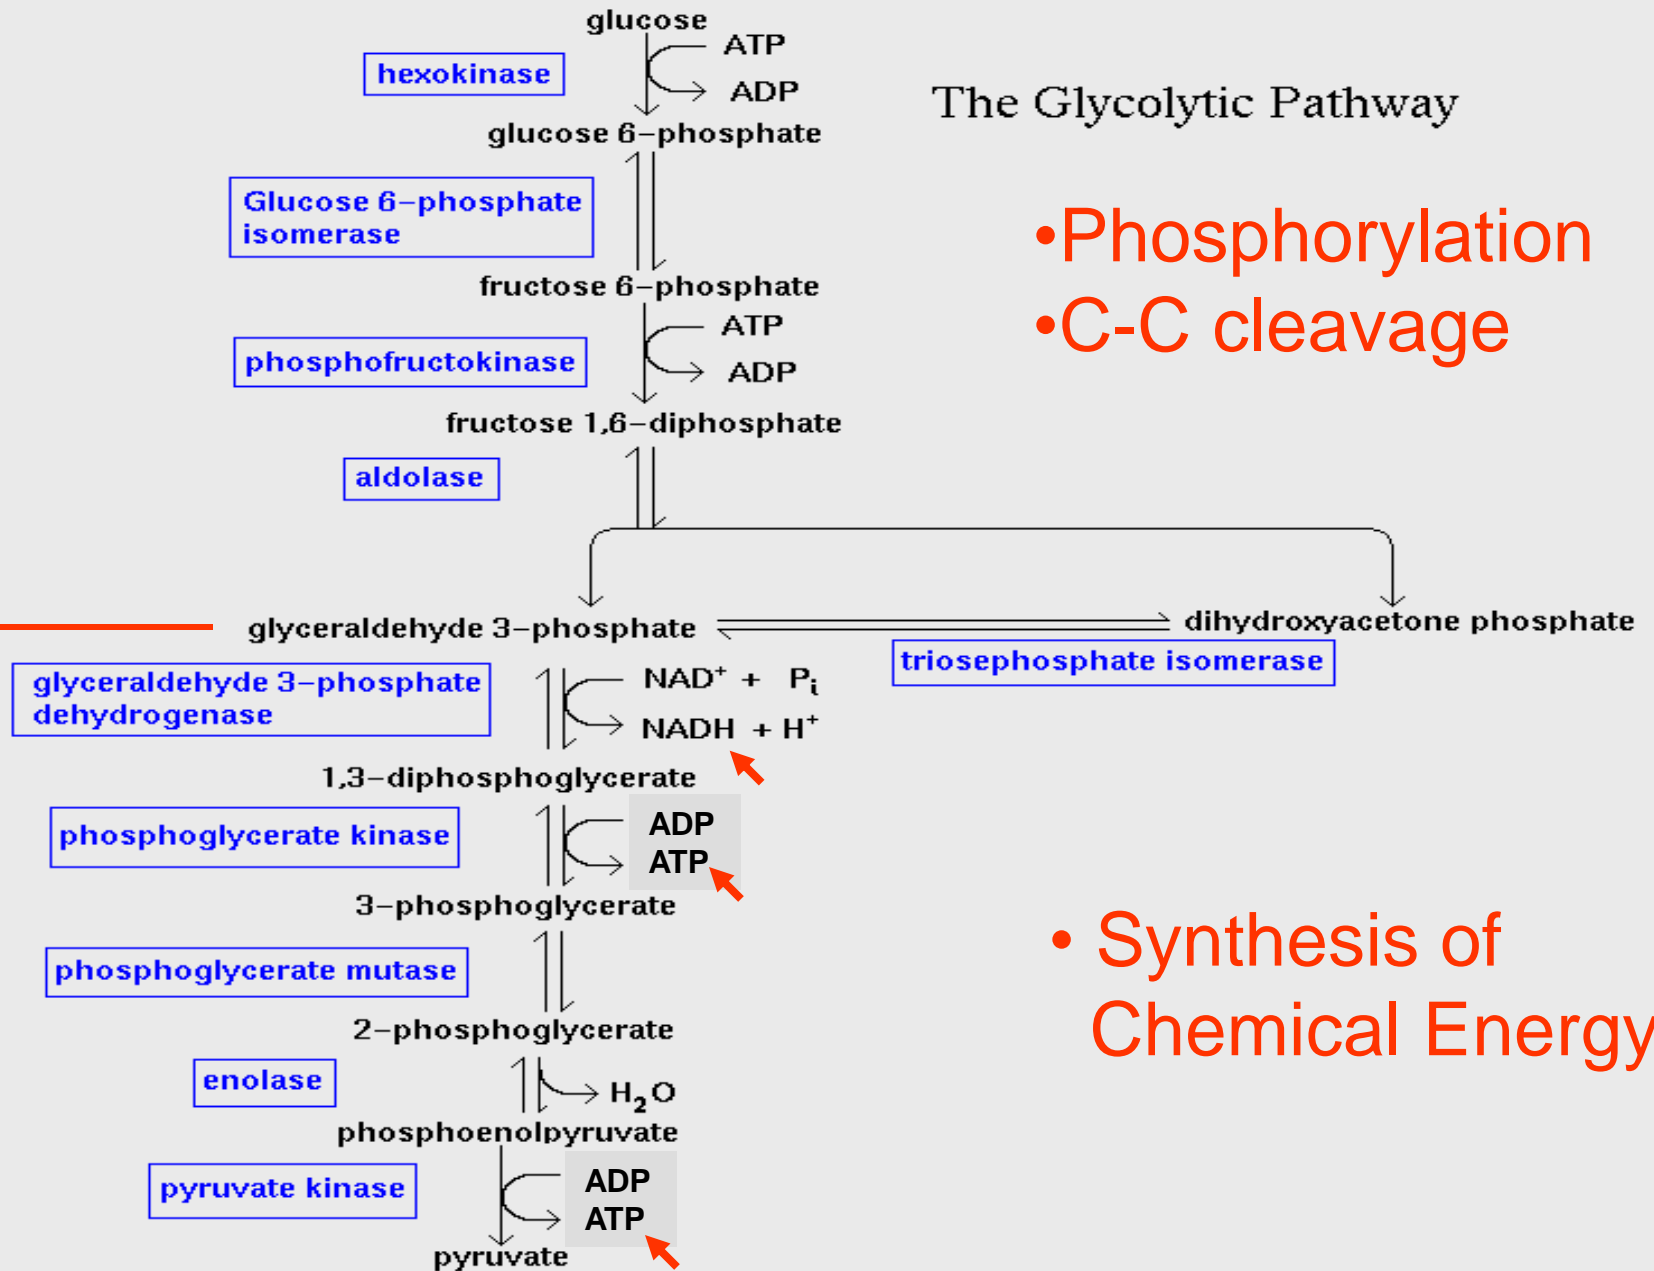 glucose
ATP
hexokinase
ADP
The Glycolytic Pathway
glucose 6-phosphate
Glucose 6-phosphate
isomerase
•Phosphorylation
•C-C cleavage
fructose 6-phosphate
ATP
phosphofructokinase
ADP
fructose 1,6-diphosphate
aldolase
glyceraldehyde 3-phosphate
dihydroxyacetone phosphate
triosephosphate isomerase
glyceraldehyde 3-phosphate
dehydrogenase
NAD⁺ + Pᵢ
NADH + H⁺
1,3-diphosphoglycerate
phosphoglycerate kinase
ADP
ATP
3-phosphoglycerate
• Synthesis of
Chemical Energy
phosphoglycerate mutase
2-phosphoglycerate
enolase
H₂O
phosphoenolpyruvate
pyruvate kinase
ADP
ATP
pyruvate